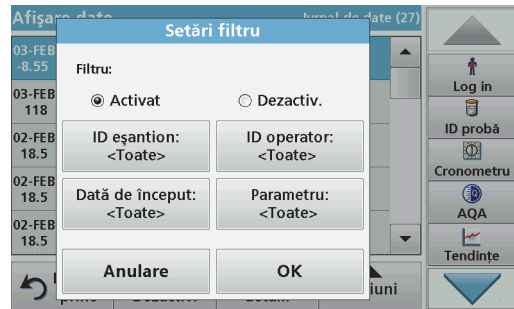 Afişare date
Jurnal de date (27)
Setări filtru
03-FEB
-8.55
Filtru:
Log in
03-FEB
118
Activat
Dezactiv.
ID probă
02-FEB
18.5
ID eşantion:
<Toate>
ID operator:
<Toate>
Cronometru
02-FEB
18.5
Dată de început:
<Toate>
Parametru:
<Toate>
AQA
02-FEB
18.5
Tendinţe
Anulare
OK